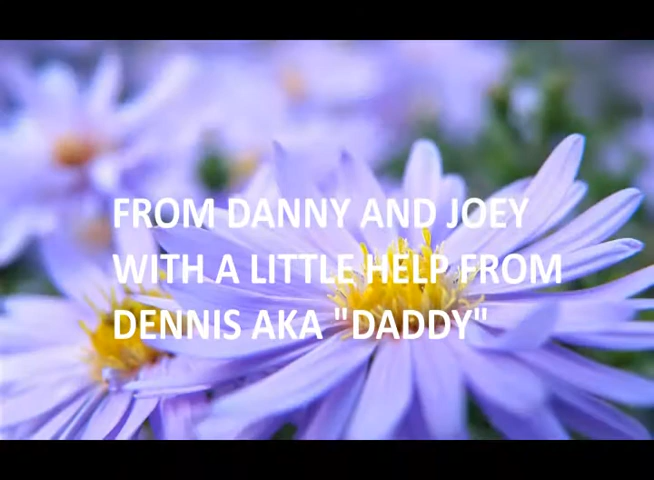 FROM DANNY AND JOEY
WITH A LITTLE HELP FROM
DENNIS AKA "DADDY"